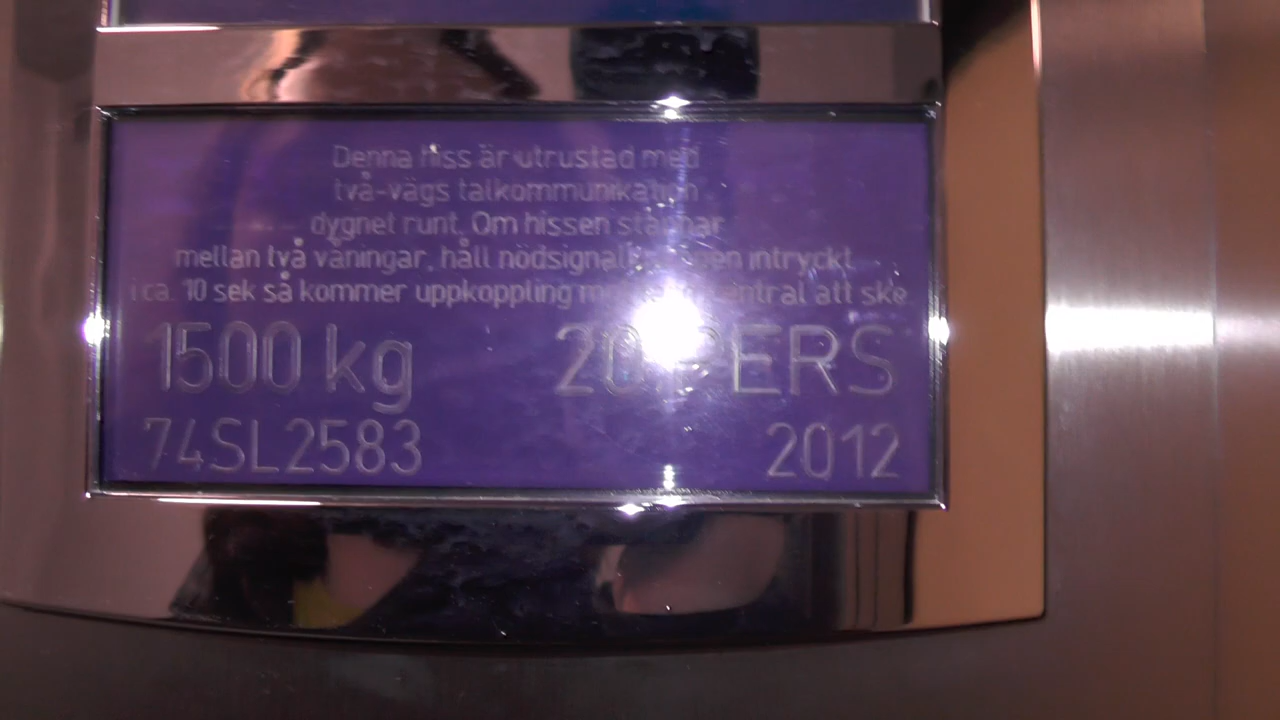 Denna hiss är utrustad med
två-vägs talkommunikation
dygnet runt. Om hissen stannar
mellan två våningar, håll intryckt
i ca. 10 sek så kommer uppkoppling att ske
1500 kg 20 PERS
74SL2583 2012